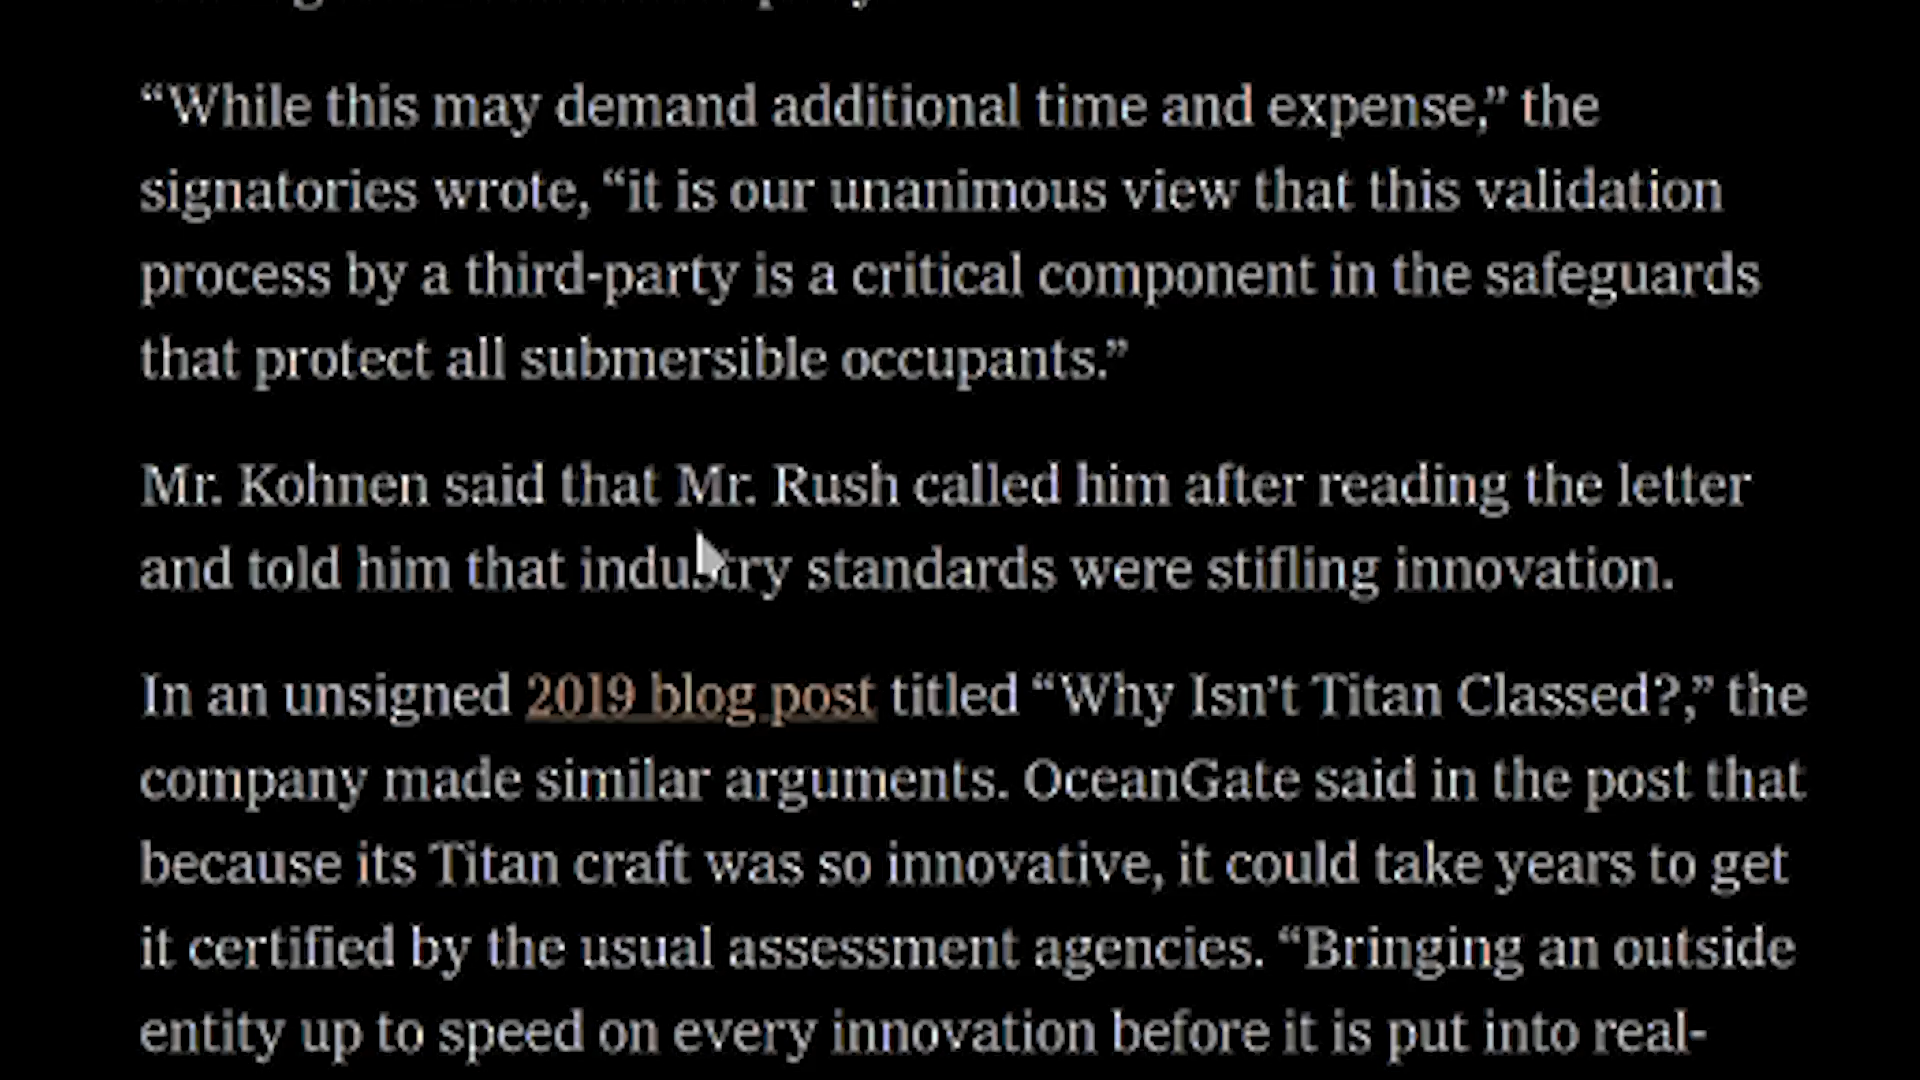 “While this may demand additional time and expense,” the
signatories wrote, “it is our unanimous view that this validation
process by a third-party is a critical component in the safeguards
that protect all submersible occupants.”
Mr. Kohnen said that Mr. Rush called him after reading the letter
and told him that industry standards were stifling innovation.
In an unsigned 2019 blog post titled “Why Isn’t Titan Classed?,” the
company made similar arguments. OceanGate said in the post that
because its Titan craft was so innovative, it could take years to get
it certified by the usual assessment agencies. “Bringing an outside
entity up to speed on every innovation before it is put into real-